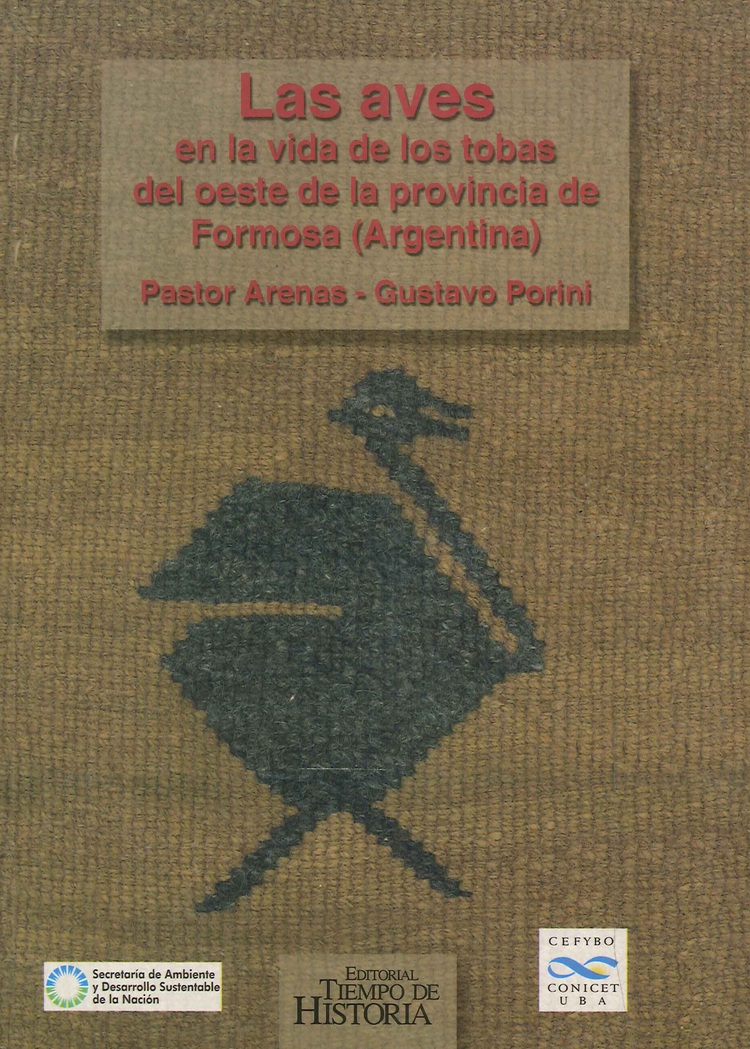 Las aves
en la vida de los tobas
del oeste de la provincia de
Formosa (Argentina)
Pastor Arenas - Gustavo Porini
Secretaría de Ambiente
y Desarrollo Sustentable
de la Nación
EDITORIAL
TIEMPO DE
HISTORIA
CEFYBO
CONICET
UBA